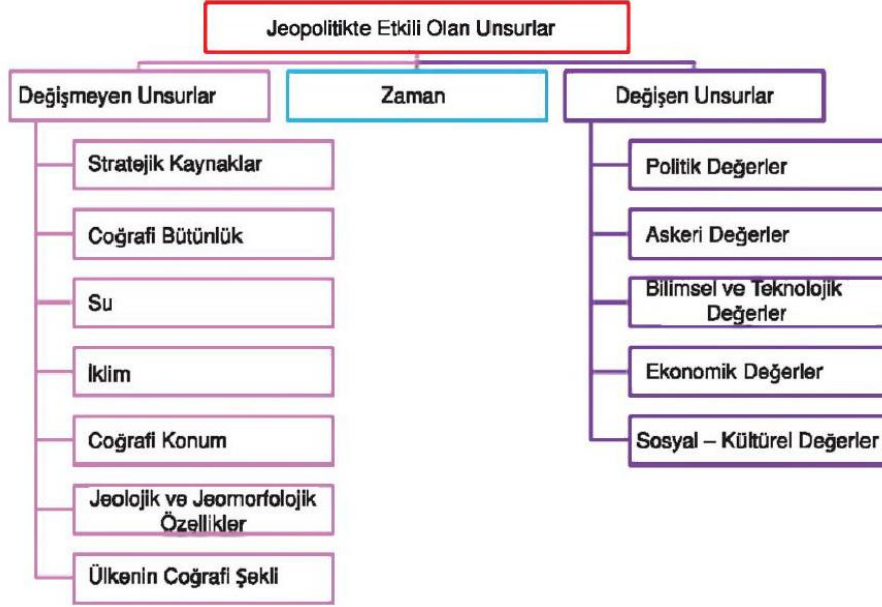 Jeopolitikte Etkili Olan Unsurlar
Değişmeyen Unsurlar
Zaman
Değişen Unsurlar
Stratejik Kaynaklar
Coğrafi Bütünlük
Su
İklim
Coğrafi Konum
Jeolojik ve Jeomorfolojik
Özellikler
Ülkenin Coğrafi Şekli
Politik Değerler
Askeri Değerler
Bilimsel ve Teknolojik
Değerler
Ekonomik Değerler
Sosyal – Kültürel Değerler